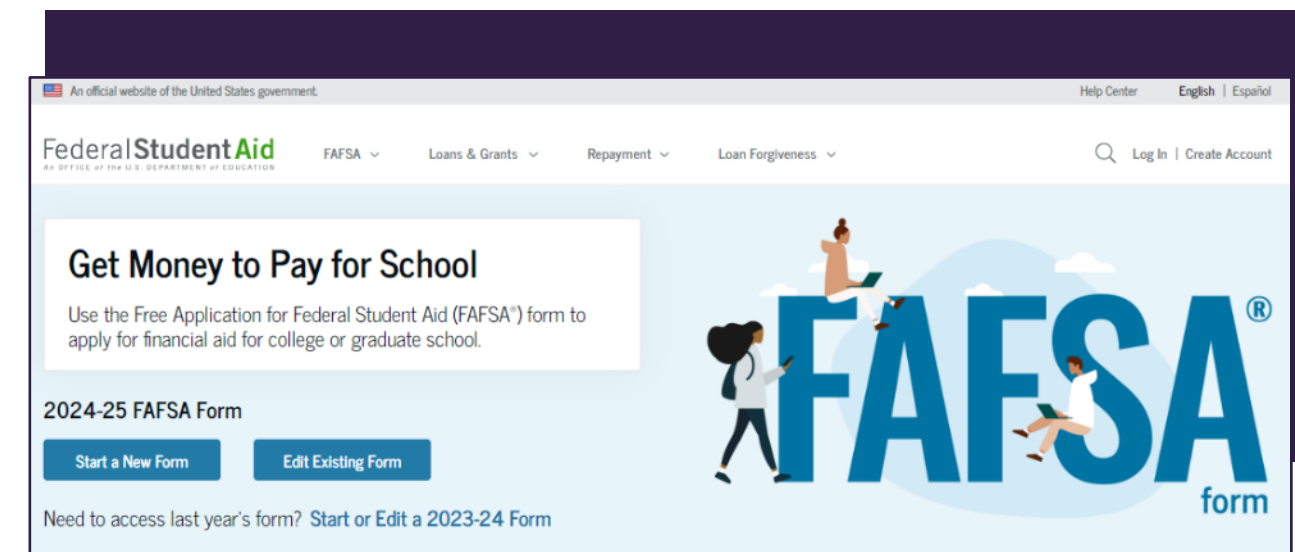 An official website of the United States government.
Help Center English | Español
Federal Student Aid
An OFFICE of the U.S. DEPARTMENT of EDUCATION
FAFSA Loans & Grants Repayment Loan Forgiveness
Log In | Create Account
Get Money to Pay for School
Use the Free Application for Federal Student Aid (FAFSA®) form to
apply for financial aid for college or graduate school.
2024-25 FAFSA Form
Start a New Form Edit Existing Form
Need to access last year's form? Start or Edit a 2023-24 Form
FAFSA®
form